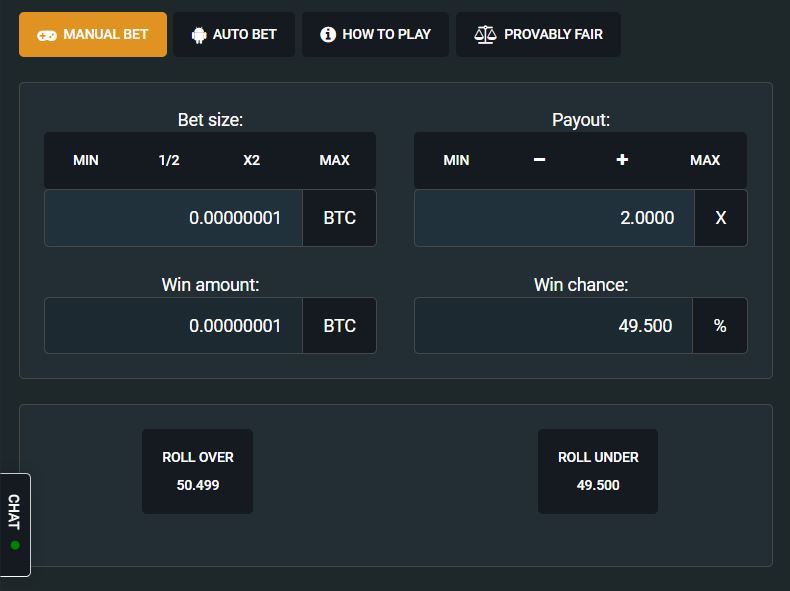 MANUAL BET AUTO BET HOW TO PLAY PROVABLY FAIR
Bet size: Payout:
MIN 1/2 X2 MAX MIN − + MAX
0.00000001 BTC 2.0000 X
Win amount: Win chance:
0.00000001 BTC 49.500 %
ROLL OVER ROLL UNDER
50.499 49.500
CHAT